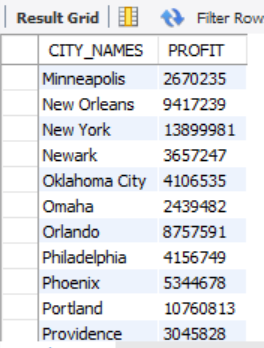 Result Grid Filter Row
CITY_NAMES PROFIT
Minneapolis 2670235
New Orleans 9417239
New York 13899981
Newark 3657247
Oklahoma City 4106535
Omaha 2439482
Orlando 8757591
Philadelphia 4156749
Phoenix 5344678
Portland 10760813
Providence 3045828